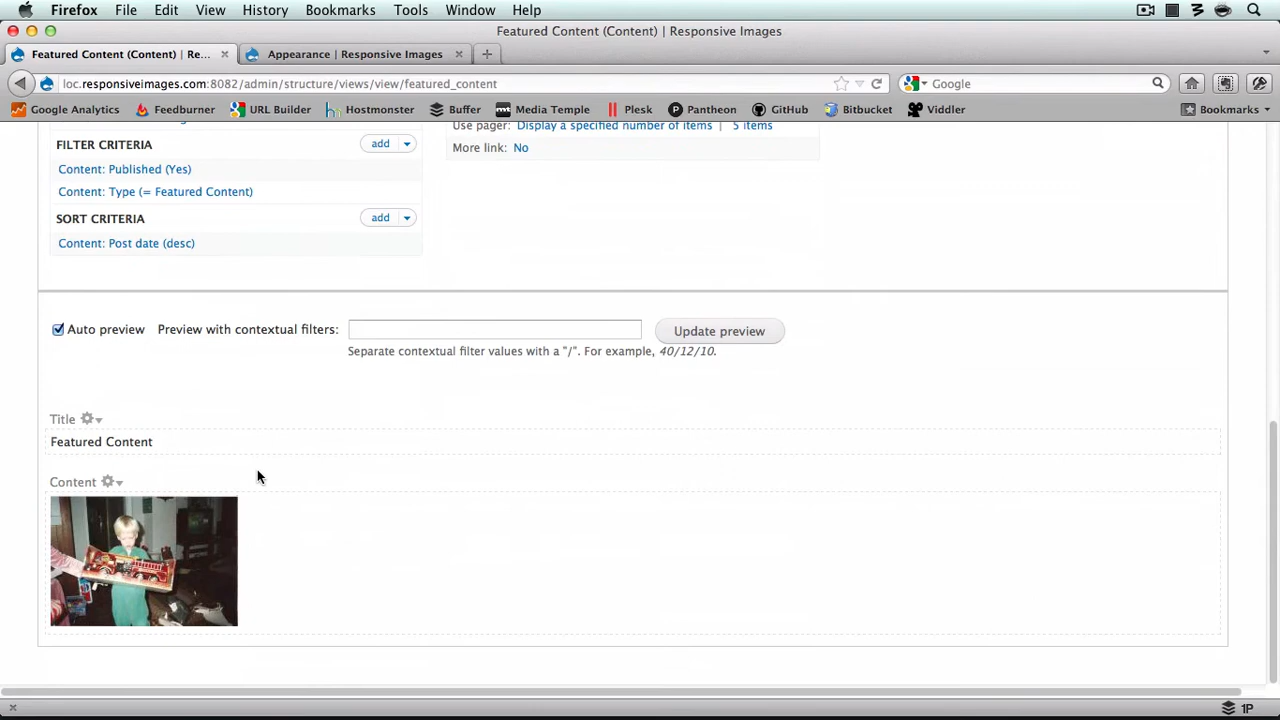 Firefox File Edit View History Bookmarks Tools Window Help
Featured Content (Content) | Responsive Images
Featured Content (Content) | Re... Appearance | Responsive Images
loc.responsiveimages.com:8082/admin/structure/views/view/featured_content Google
Google Analytics Feedburner URL Builder Hostmonster Buffer Media Temple Plesk Pantheon GitHub Bitbucket Viddler Bookmarks
Use pager: Display a specified number of items | 5 items
FILTER CRITERIA add
More link: No
Content: Published (Yes)
Content: Type (= Featured Content)
SORT CRITERIA add
Content: Post date (desc)
Auto preview Preview with contextual filters: Update preview
Separate contextual filter values with a "/". For example, 40/12/10.
Title
Featured Content
Content
1P